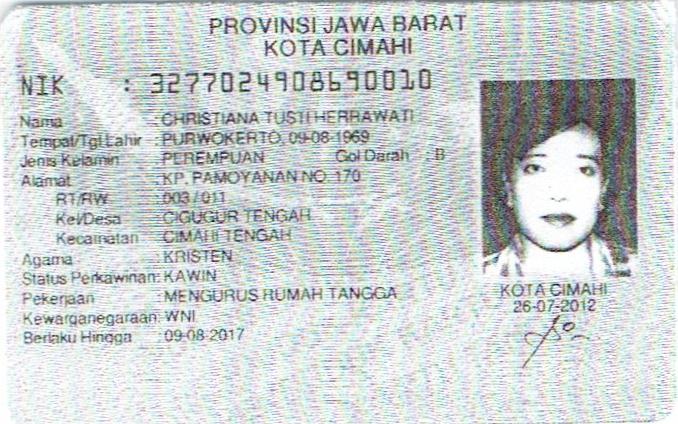 PROVINSI JAWA BARAT
KOTA CIMAHI
NIK : 3277024908690010
Nama : CHRISTIANA TUSTI HERRAWATI
Tempat/Tgl Lahir : PURWOKERTO, 09-08-1969
Jenis Kelamin : PEREMPUAN Gol Darah : B
Alamat : KP. PAMOYANAN NO. 170
RT/RW : 003 / 011
Kel/Desa : CIGUGUR TENGAH
Kecamatan : CIMAHI TENGAH
Agama : KRISTEN
Status Perkawinan: KAWIN
Pekerjaan : MENGURUS RUMAH TANGGA
Kewarganegaraan: WNI
Berlaku Hingga : 09-08-2017
KOTA CIMAHI
26-07-2012